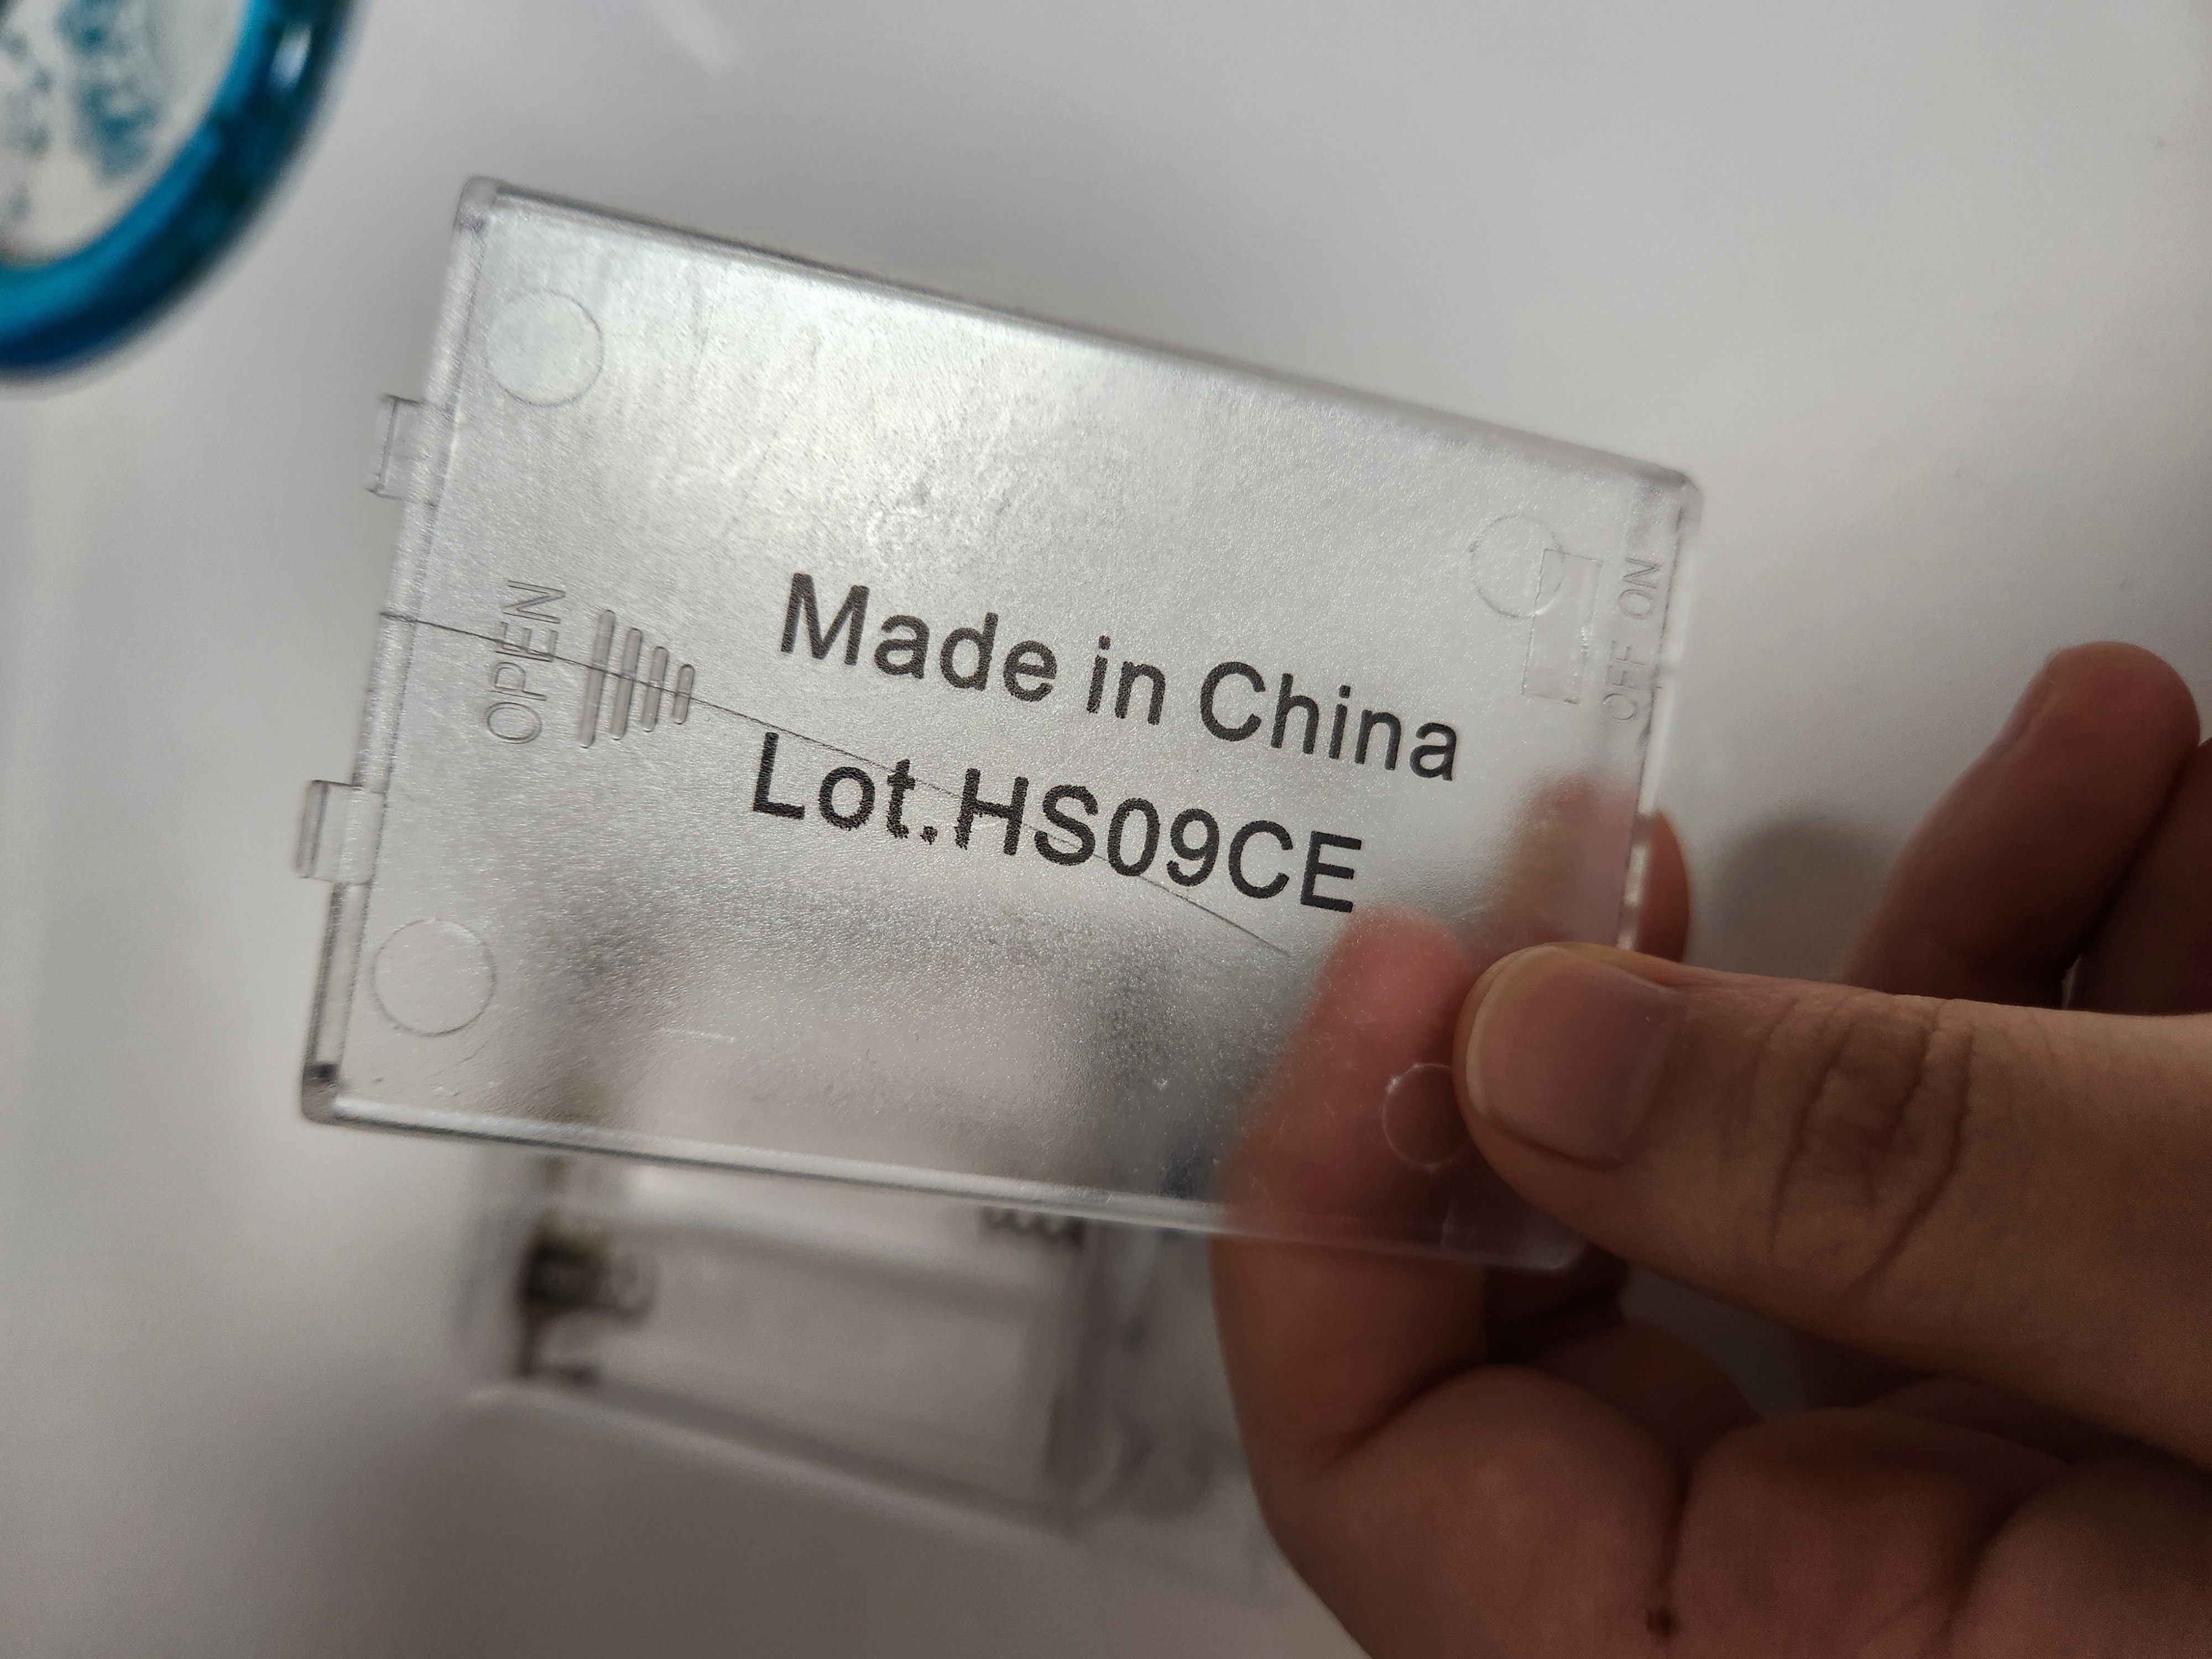 Made in China
Lot.HS09CE
OPEN
OFF ON